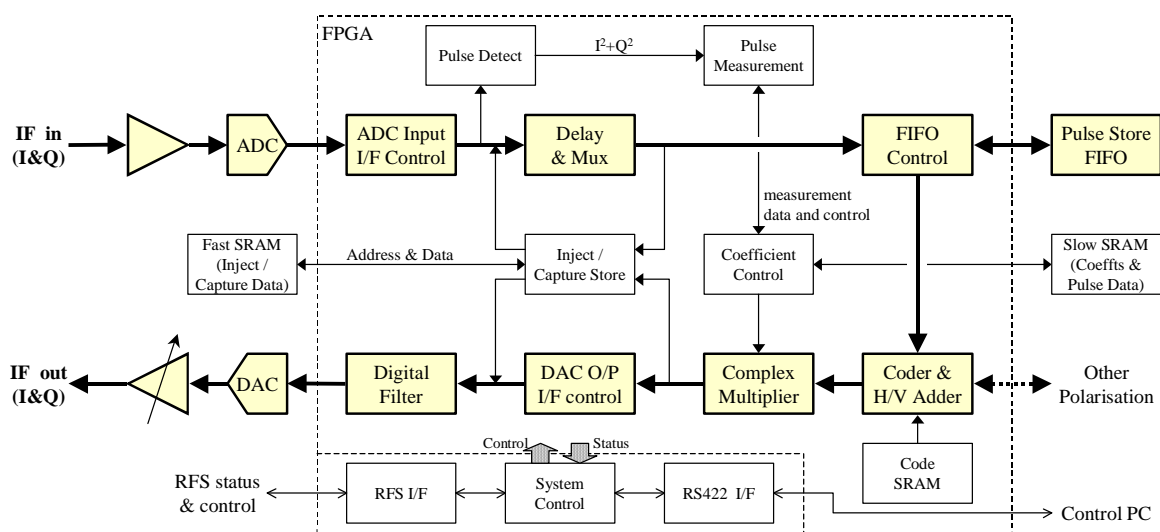 FPGA
Pulse Detect
I²+Q²
Pulse
Measurement
IF in
(I&Q)
ADC
ADC Input
I/F Control
Delay
& Mux
FIFO
Control
Pulse Store
FIFO
measurement
data and control
Fast SRAM
(Inject /
Capture Data)
Address & Data
Inject /
Capture Store
Coefficient
Control
Slow SRAM
(Coeffts &
Pulse Data)
IF out
(I&Q)
DAC
Digital
Filter
DAC O/P
I/F control
Complex
Multiplier
Coder &
H/V Adder
Other
Polarisation
Control
Status
Code
SRAM
RFS status
& control
RFS I/F
System
Control
RS422 I/F
Control PC